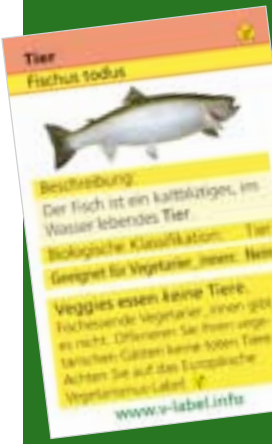 Tier
Fischus todus
Beschreibung:
Der Fisch ist ein kaltblütiges, im
Wasser lebendes Tier.
Biologische Klassifikation: Tier
Geeignet für Vegetarier_innen: Nein
Veggies essen keine Tiere.
Fischessende Vegetarier_innen gibt
es nicht. Offerieren Sie Ihren vege-
tarischen Gästen keine toten Tiere.
Achten Sie auf das Europäische
Vegetarismus-Label.
www.v-label.info